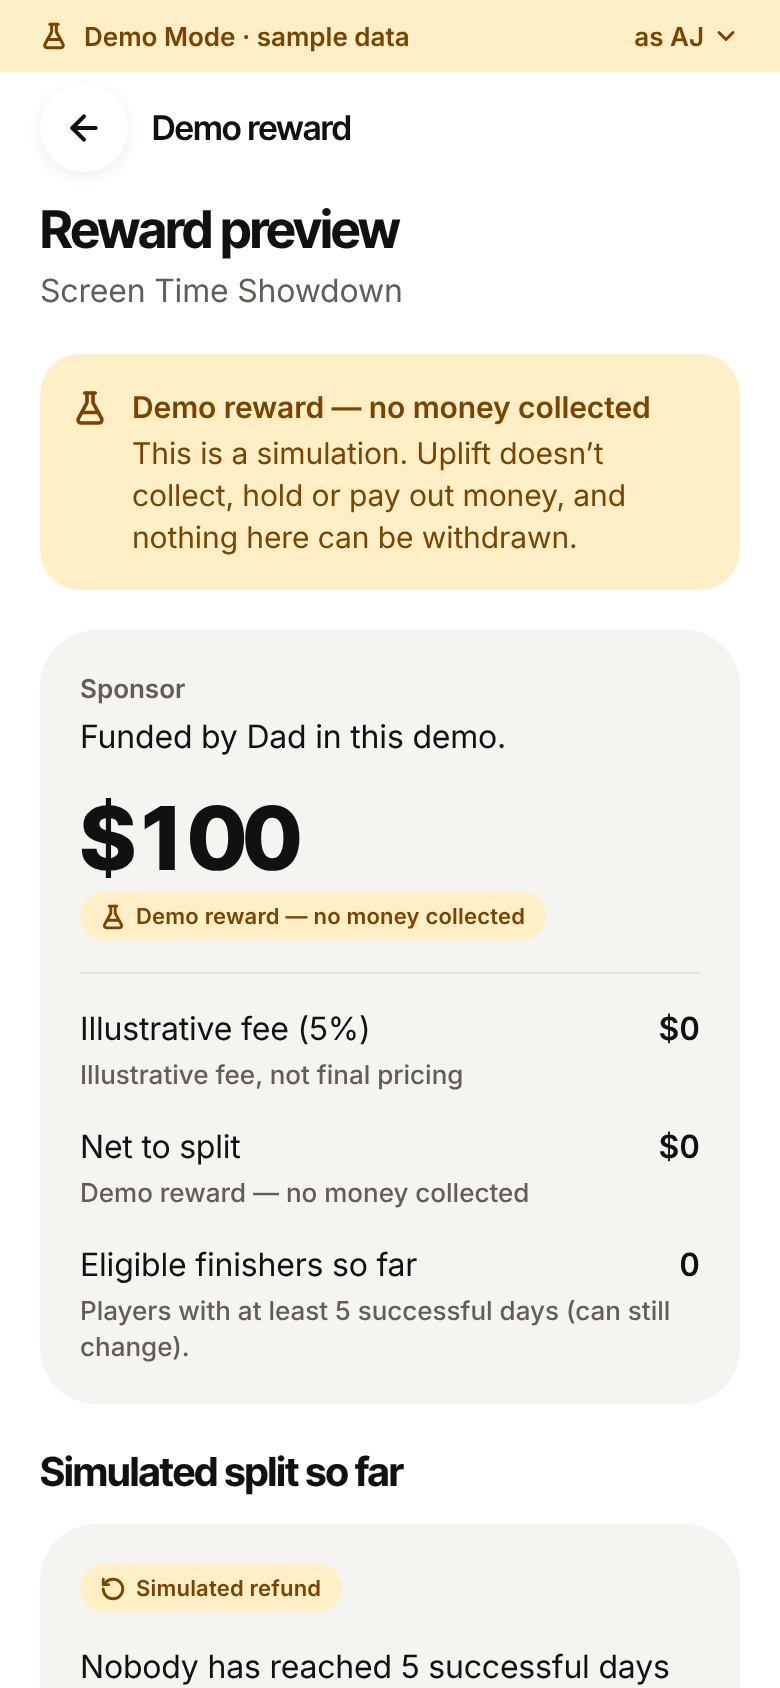 Demo Mode · sample data
as AJ
Demo reward
Reward preview
Screen Time Showdown
Demo reward — no money collected
This is a simulation. Uplift doesn’t
collect, hold or pay out money, and
nothing here can be withdrawn.
Sponsor
Funded by Dad in this demo.
$100
Demo reward — no money collected
Illustrative fee (5%)
$0
Illustrative fee, not final pricing
Net to split
$0
Demo reward — no money collected
Eligible finishers so far
0
Players with at least 5 successful days (can still
change).
Simulated split so far
Simulated refund
Nobody has reached 5 successful days